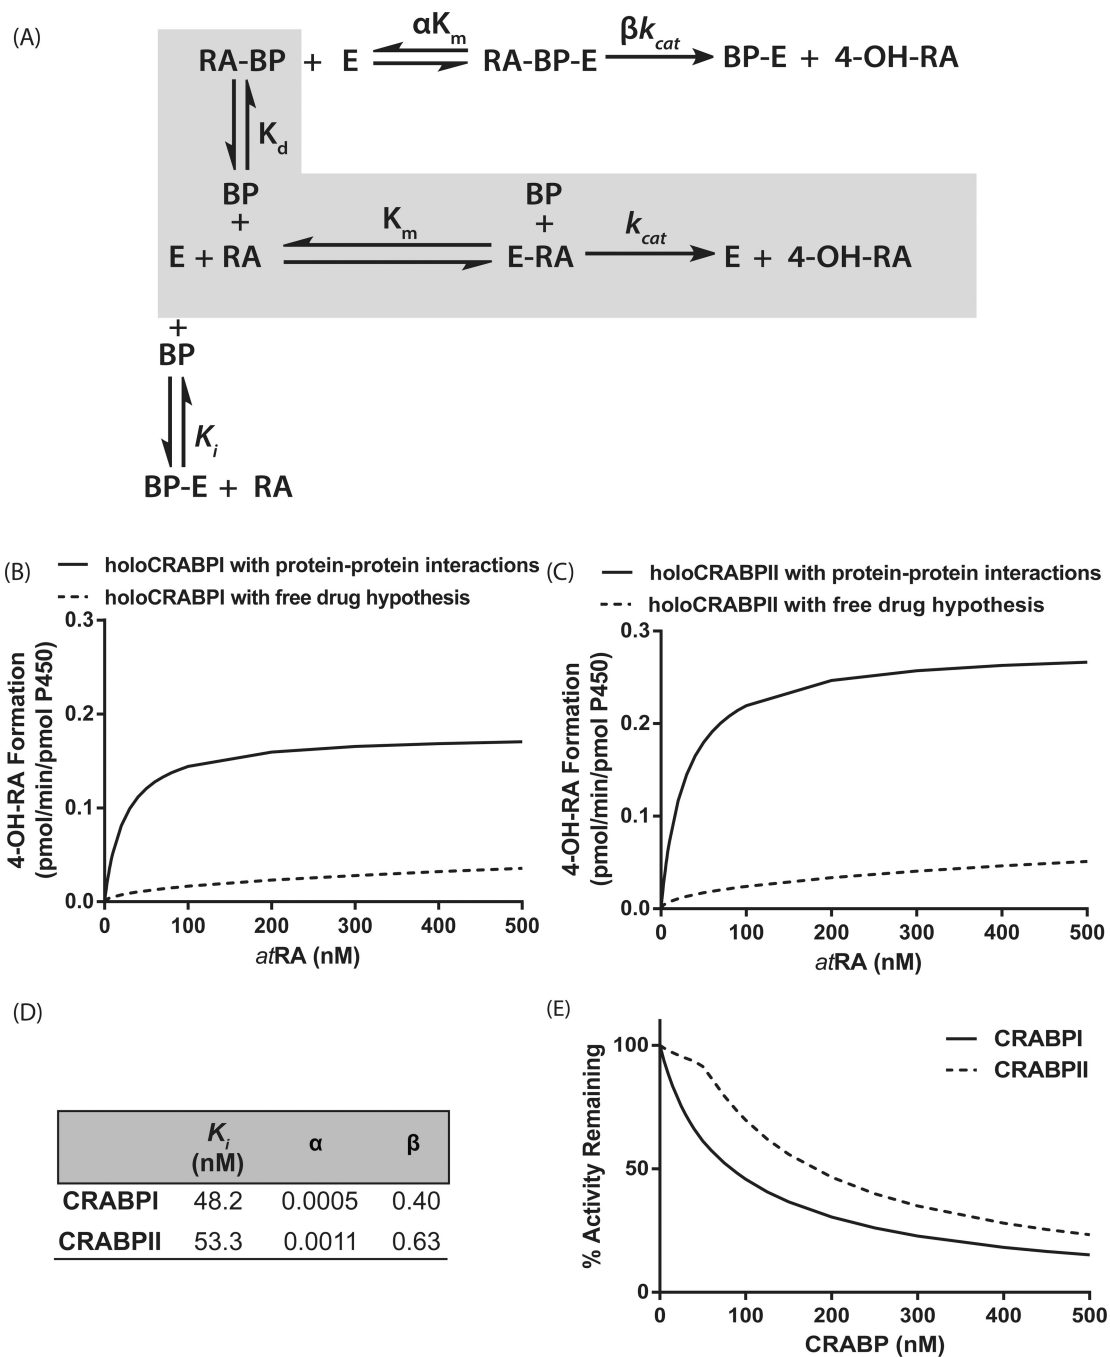 (A)
αKm
βkcat
RA-BP + E RA-BP-E BP-E + 4-OH-RA
Kd
BP BP
+ Km + kcat
E + RA E-RA E + 4-OH-RA
+
BP
Ki
BP-E + RA
(B)
holoCRABPI with protein-protein interactions
holoCRABPI with free drug hypothesis
4-OH-RA Formation
(pmol/min/pmol P450)
0.3
0.2
0.1
0.0
0 100 200 300 400 500
atRA (nM)
(C)
holoCRABPII with protein-protein interactions
holoCRABPII with free drug hypothesis
4-OH-RA Formation
(pmol/min/pmol P450)
0.3
0.2
0.1
0.0
0 100 200 300 400 500
atRA (nM)
(D)
Ki (nM) α β
CRABPI 48.2 0.0005 0.40
CRABPII 53.3 0.0011 0.63
(E)
CRABPI
CRABPII
% Activity Remaining
100
50
0
0 100 200 300 400 500
CRABP (nM)